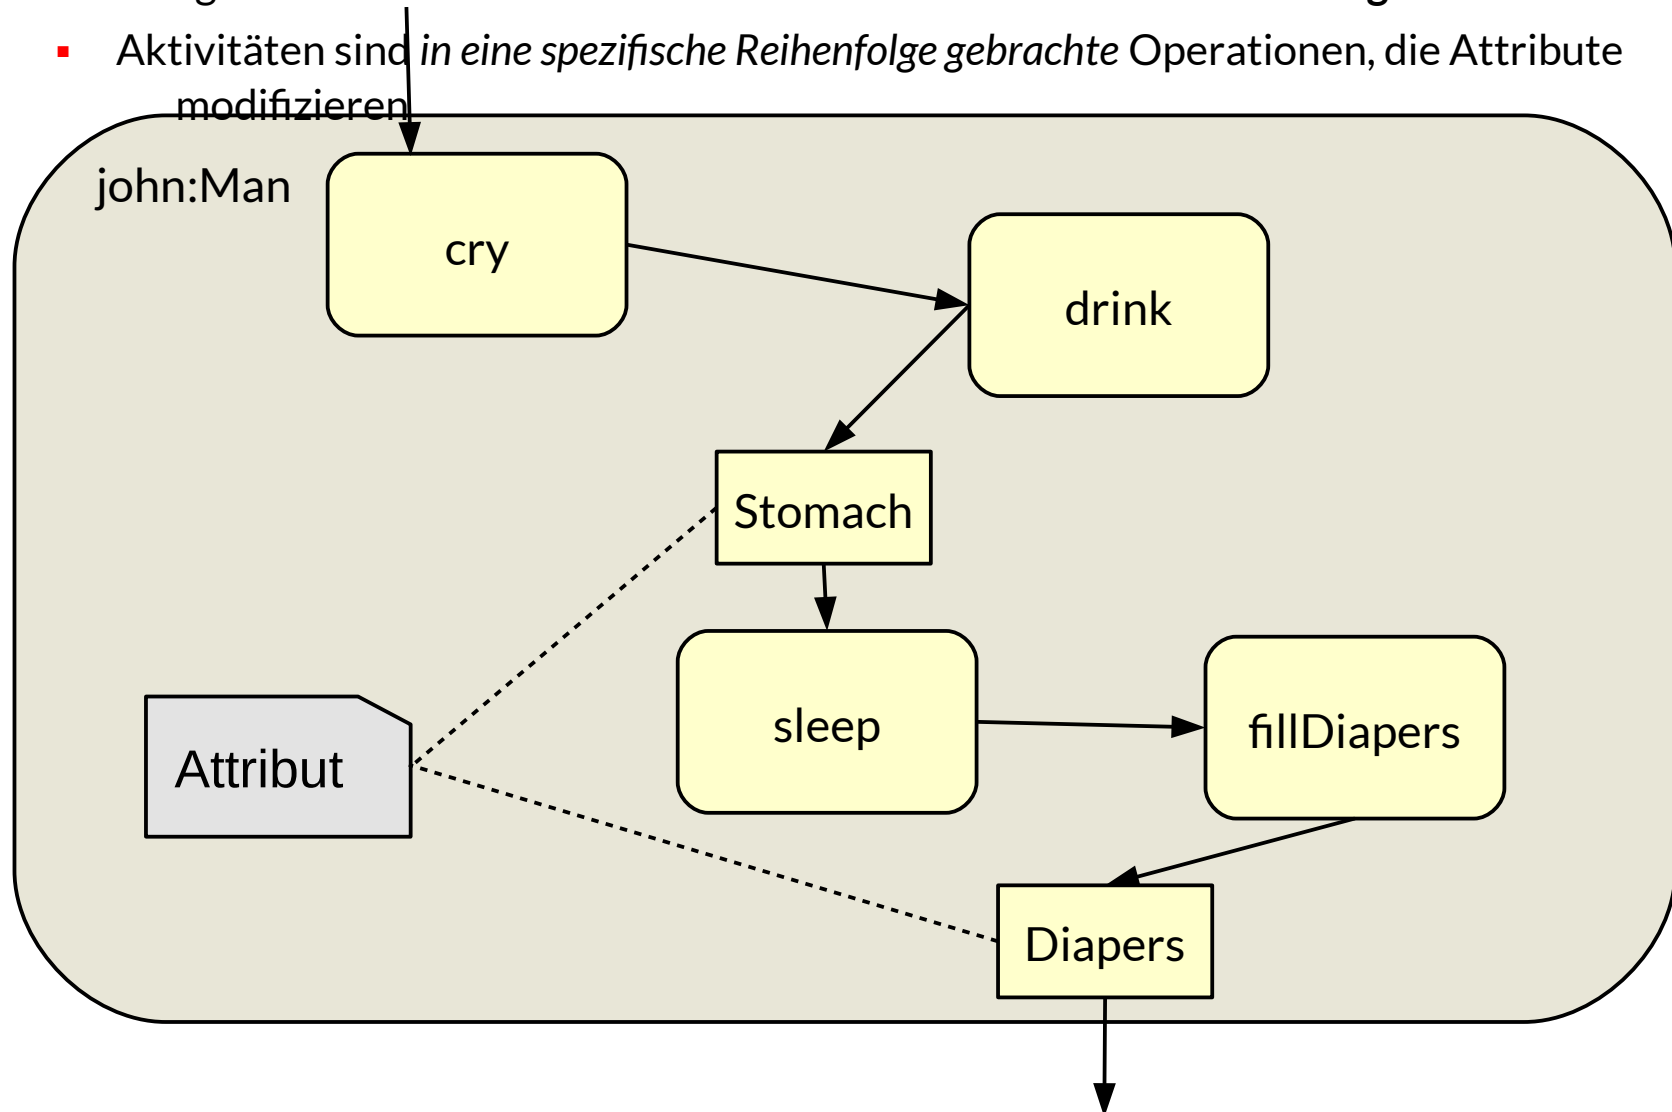 Aktivitäten sind in eine spezifische Reihenfolge gebrachte Operationen, die Attribute
modifizieren
john:Man
cry
drink
Stomach
sleep
fillDiapers
Attribut
Diapers